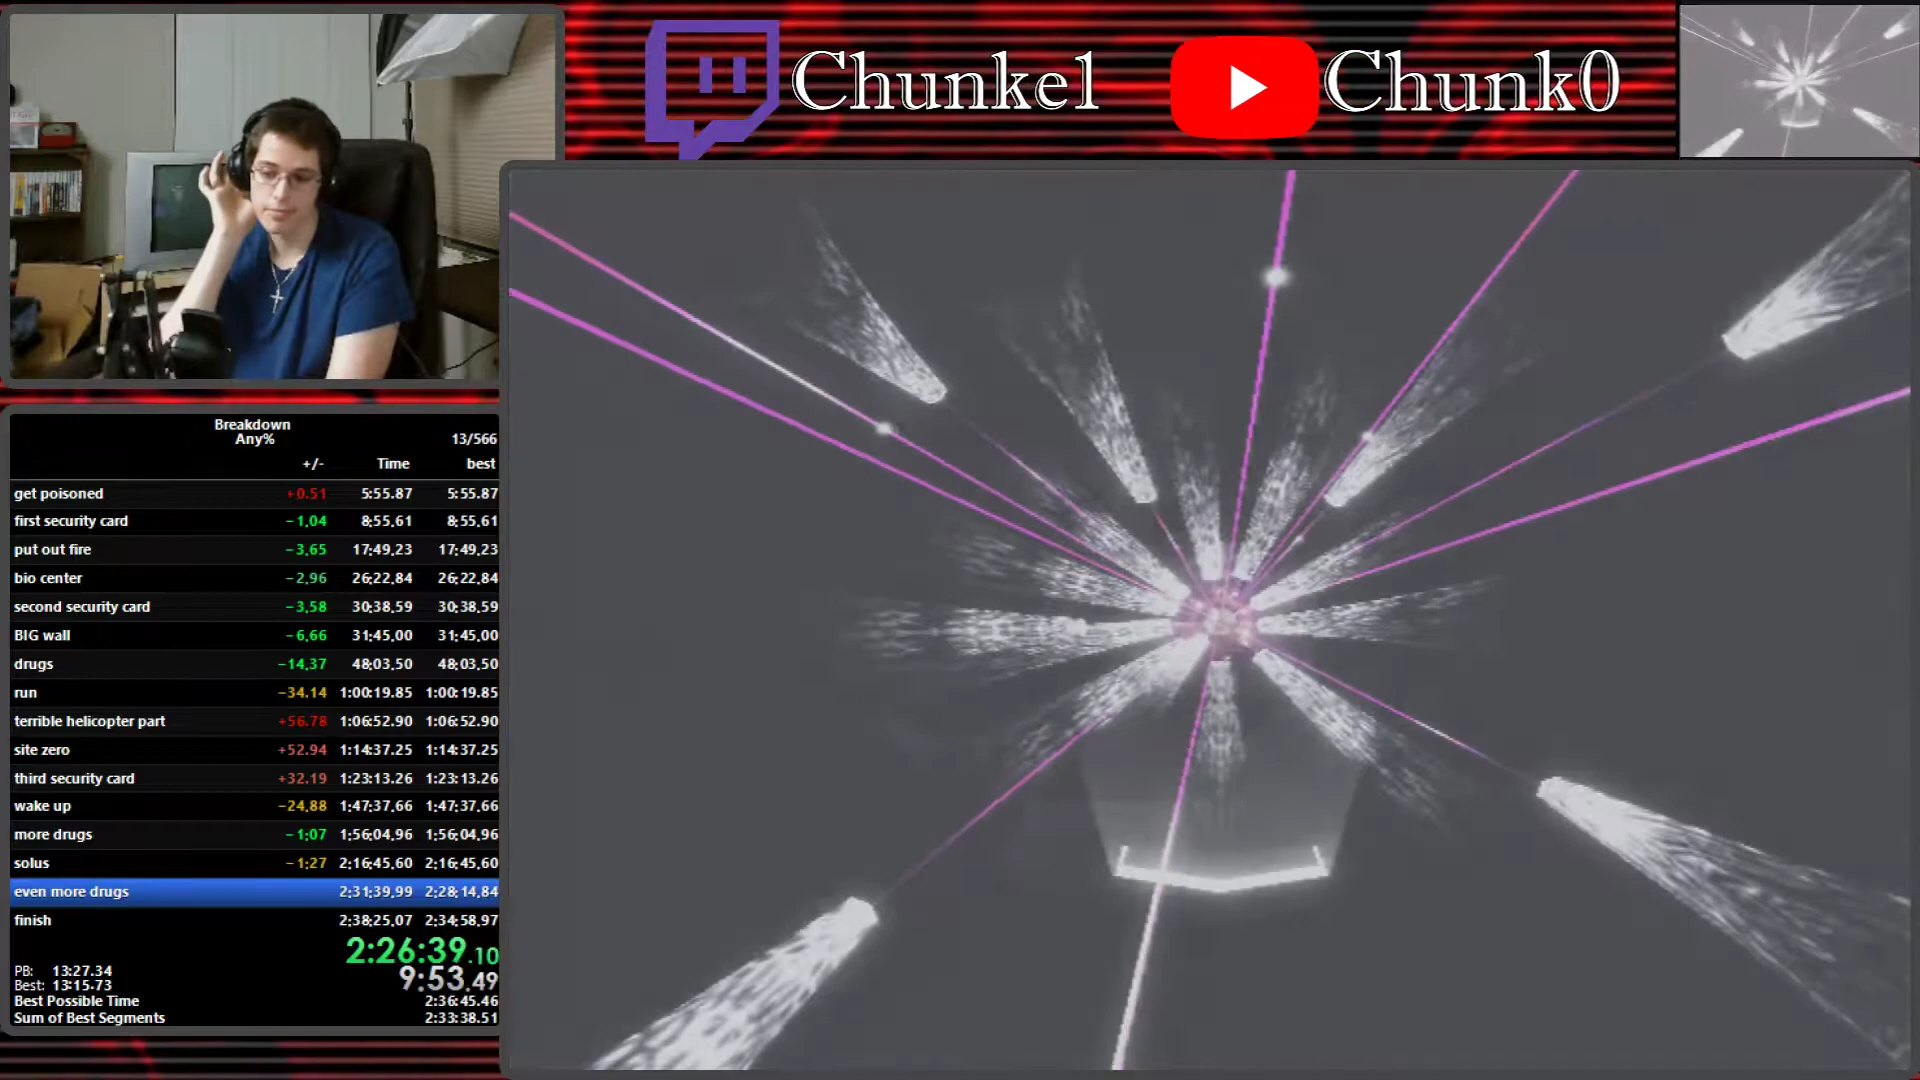 Chunke1
Chunk0
Breakdown
Any% 13/566
+/- Time best
get poisoned +0.51 5:55.87 5:55.87
first security card −1.04 8:55.61 8:55.61
put out fire −3.65 17:49.23 17:49.23
bio center −2.96 26:22.84 26:22.84
second security card −3.58 30:38.59 30:38.59
BIG wall −6.66 31:45.00 31:45.00
drugs −14.37 48:03.50 48:03.50
run −34.14 1:00:19.85 1:00:19.85
terrible helicopter part +56.78 1:06:52.90 1:06:52.90
site zero +52.94 1:14:37.25 1:14:37.25
third security card +32.19 1:23:13.26 1:23:13.26
wake up −24.88 1:47:37.66 1:47:37.66
more drugs −1:07 1:56:04.96 1:56:04.96
solus −1:27 2:16:45.60 2:16:45.60
even more drugs 2:31:39.99 2:28:14.84
finish 2:38:25.07 2:34:58.97
2:26:39.10
PB: 13:27.34
9:53.49
Best: 13:15.73
Best Possible Time 2:36:45.46
Sum of Best Segments 2:33:38.51